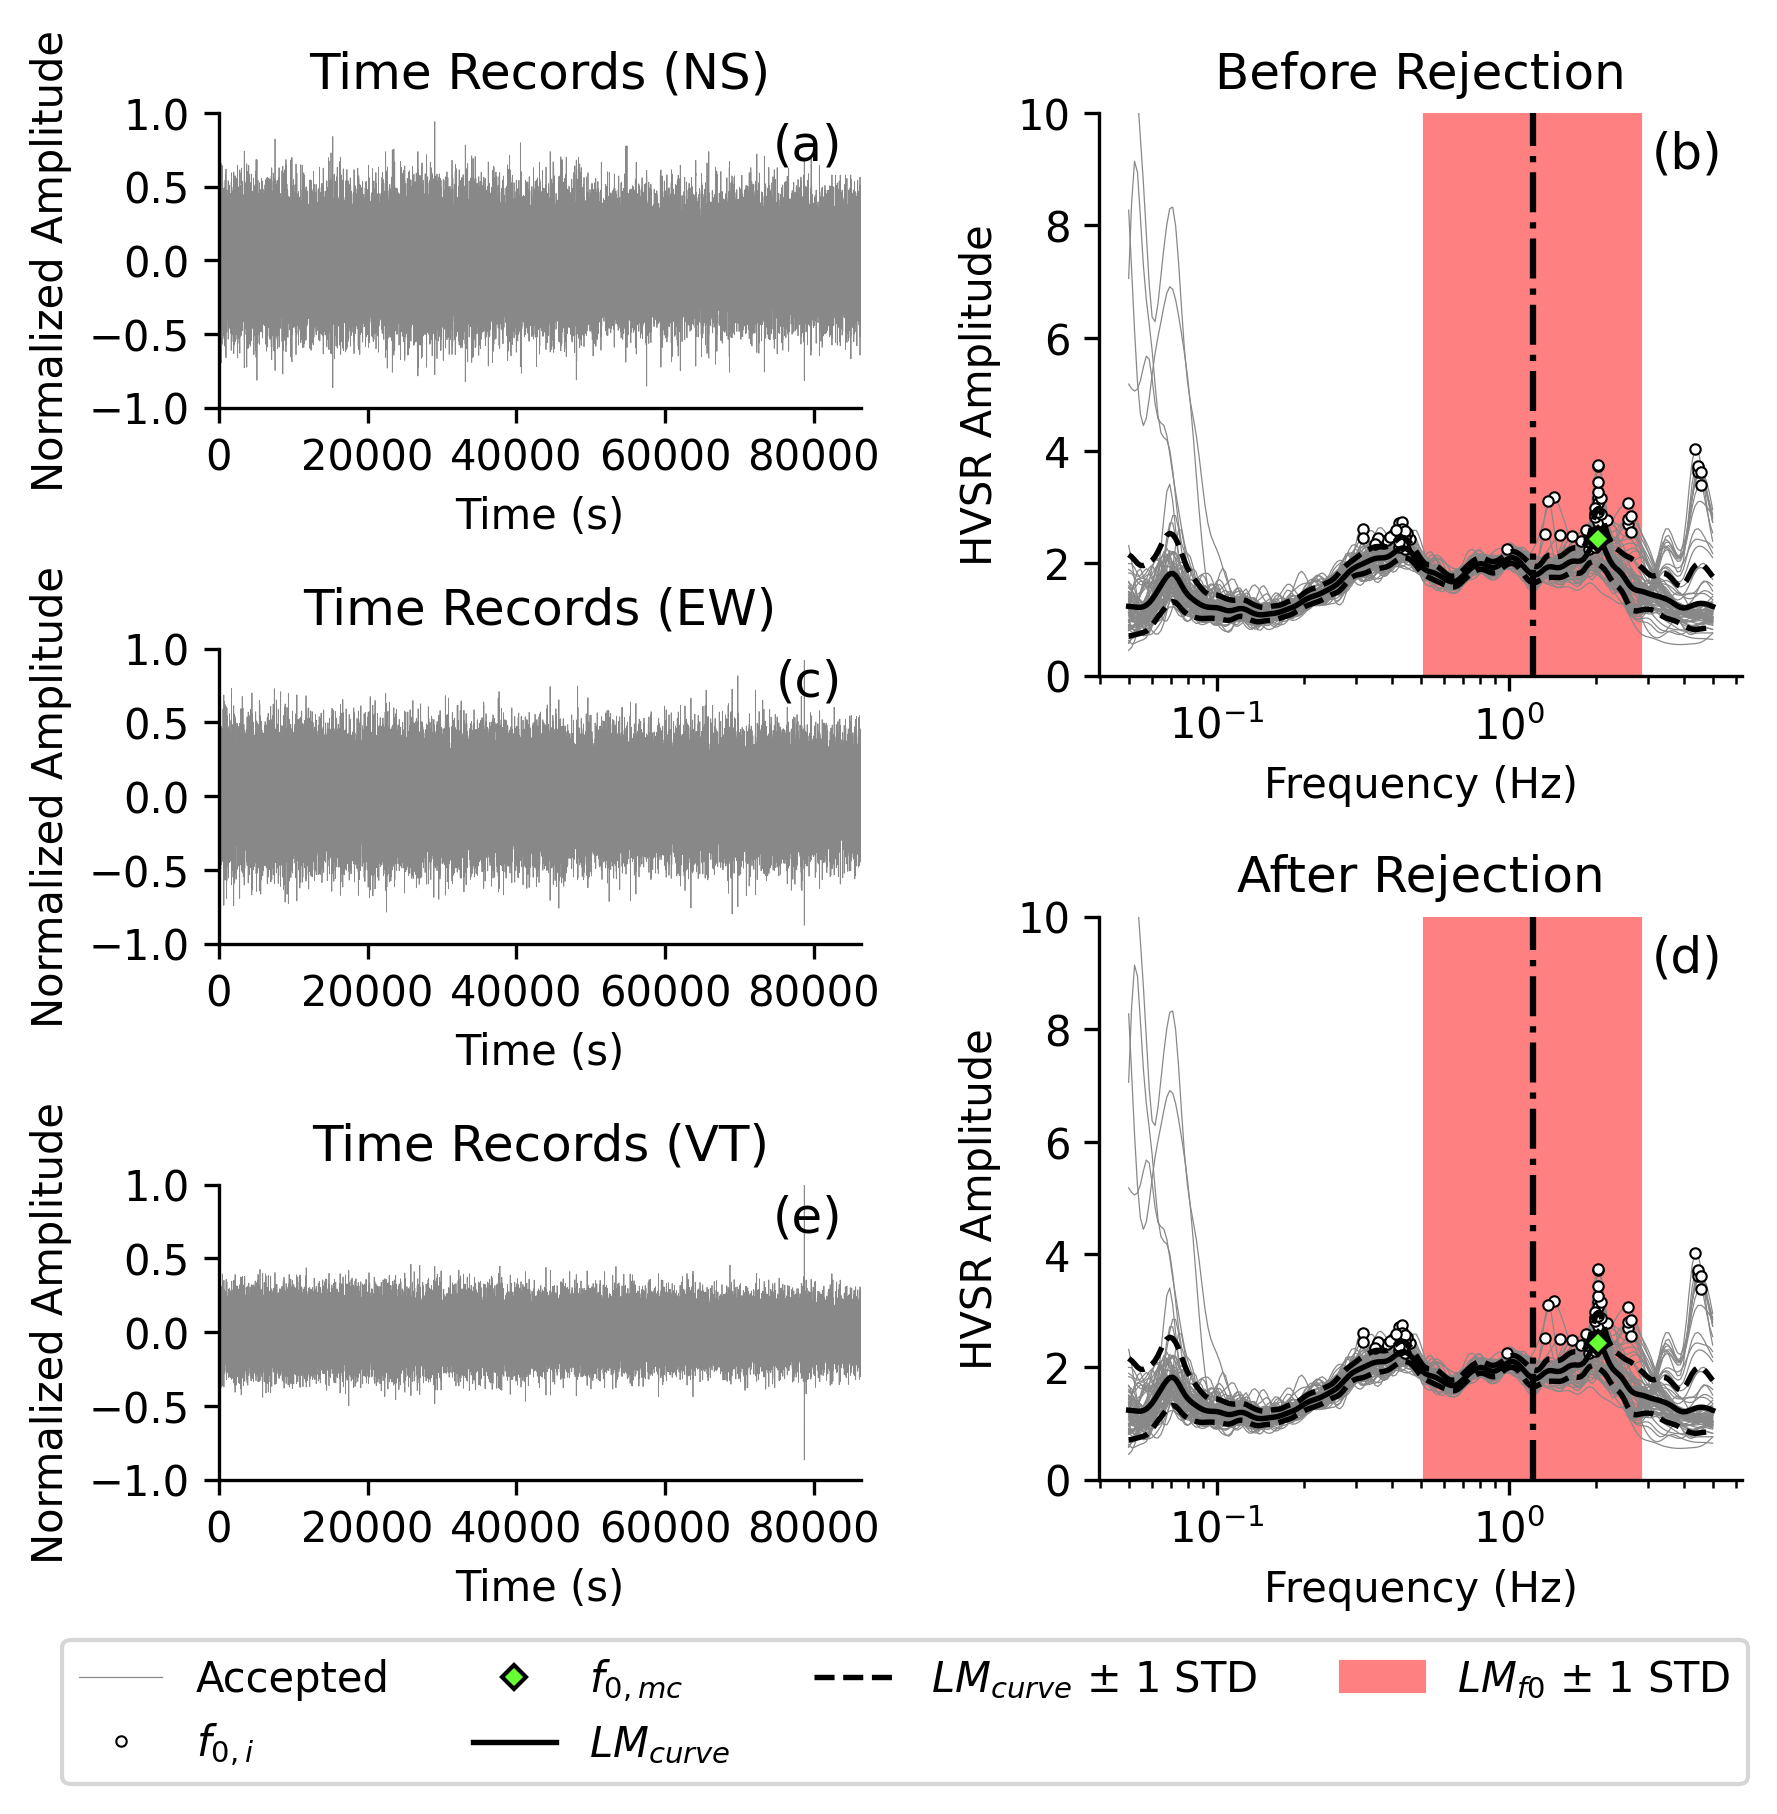 Time Records (NS)
Normalized Amplitude
1.0
0.5
0.0
−0.5
−1.0
(a)
0 20000 40000 60000 80000
Time (s)
Before Rejection
HVSR Amplitude
10
8
6
4
2
0
(b)
10⁻¹ 10⁰
Frequency (Hz)
Time Records (EW)
Normalized Amplitude
1.0
0.5
0.0
−0.5
−1.0
(c)
0 20000 40000 60000 80000
Time (s)
After Rejection
HVSR Amplitude
10
8
6
4
2
0
(d)
10⁻¹ 10⁰
Frequency (Hz)
Time Records (VT)
Normalized Amplitude
1.0
0.5
0.0
−0.5
−1.0
(e)
0 20000 40000 60000 80000
Time (s)
Accepted
f0,i
f0,mc
LMcurve
LMcurve ± 1 STD
LMf0 ± 1 STD